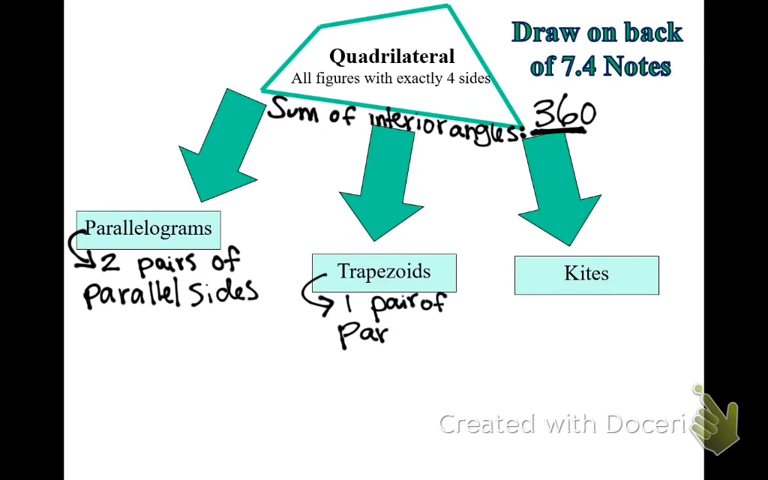 Draw on back
of 7.4 Notes
Quadrilateral
All figures with exactly 4 sides
Sum of interior angles: 360
Parallelograms
2 pairs of
parallel sides
Trapezoids
1 pair of
par
Kites
Created with Doceri